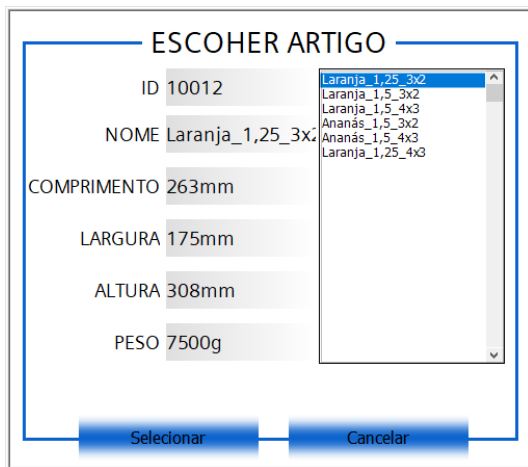 ESCOHER ARTIGO
ID 10012
NOME Laranja_1,25_3x2
COMPRIMENTO 263mm
LARGURA 175mm
ALTURA 308mm
PESO 7500g
Laranja_1,25_3x2
Laranja_1,5_3x2
Laranja_1,5_4x3
Ananás_1,5_3x2
Ananás_1,5_4x3
Laranja_1,25_4x3
Selecionar
Cancelar